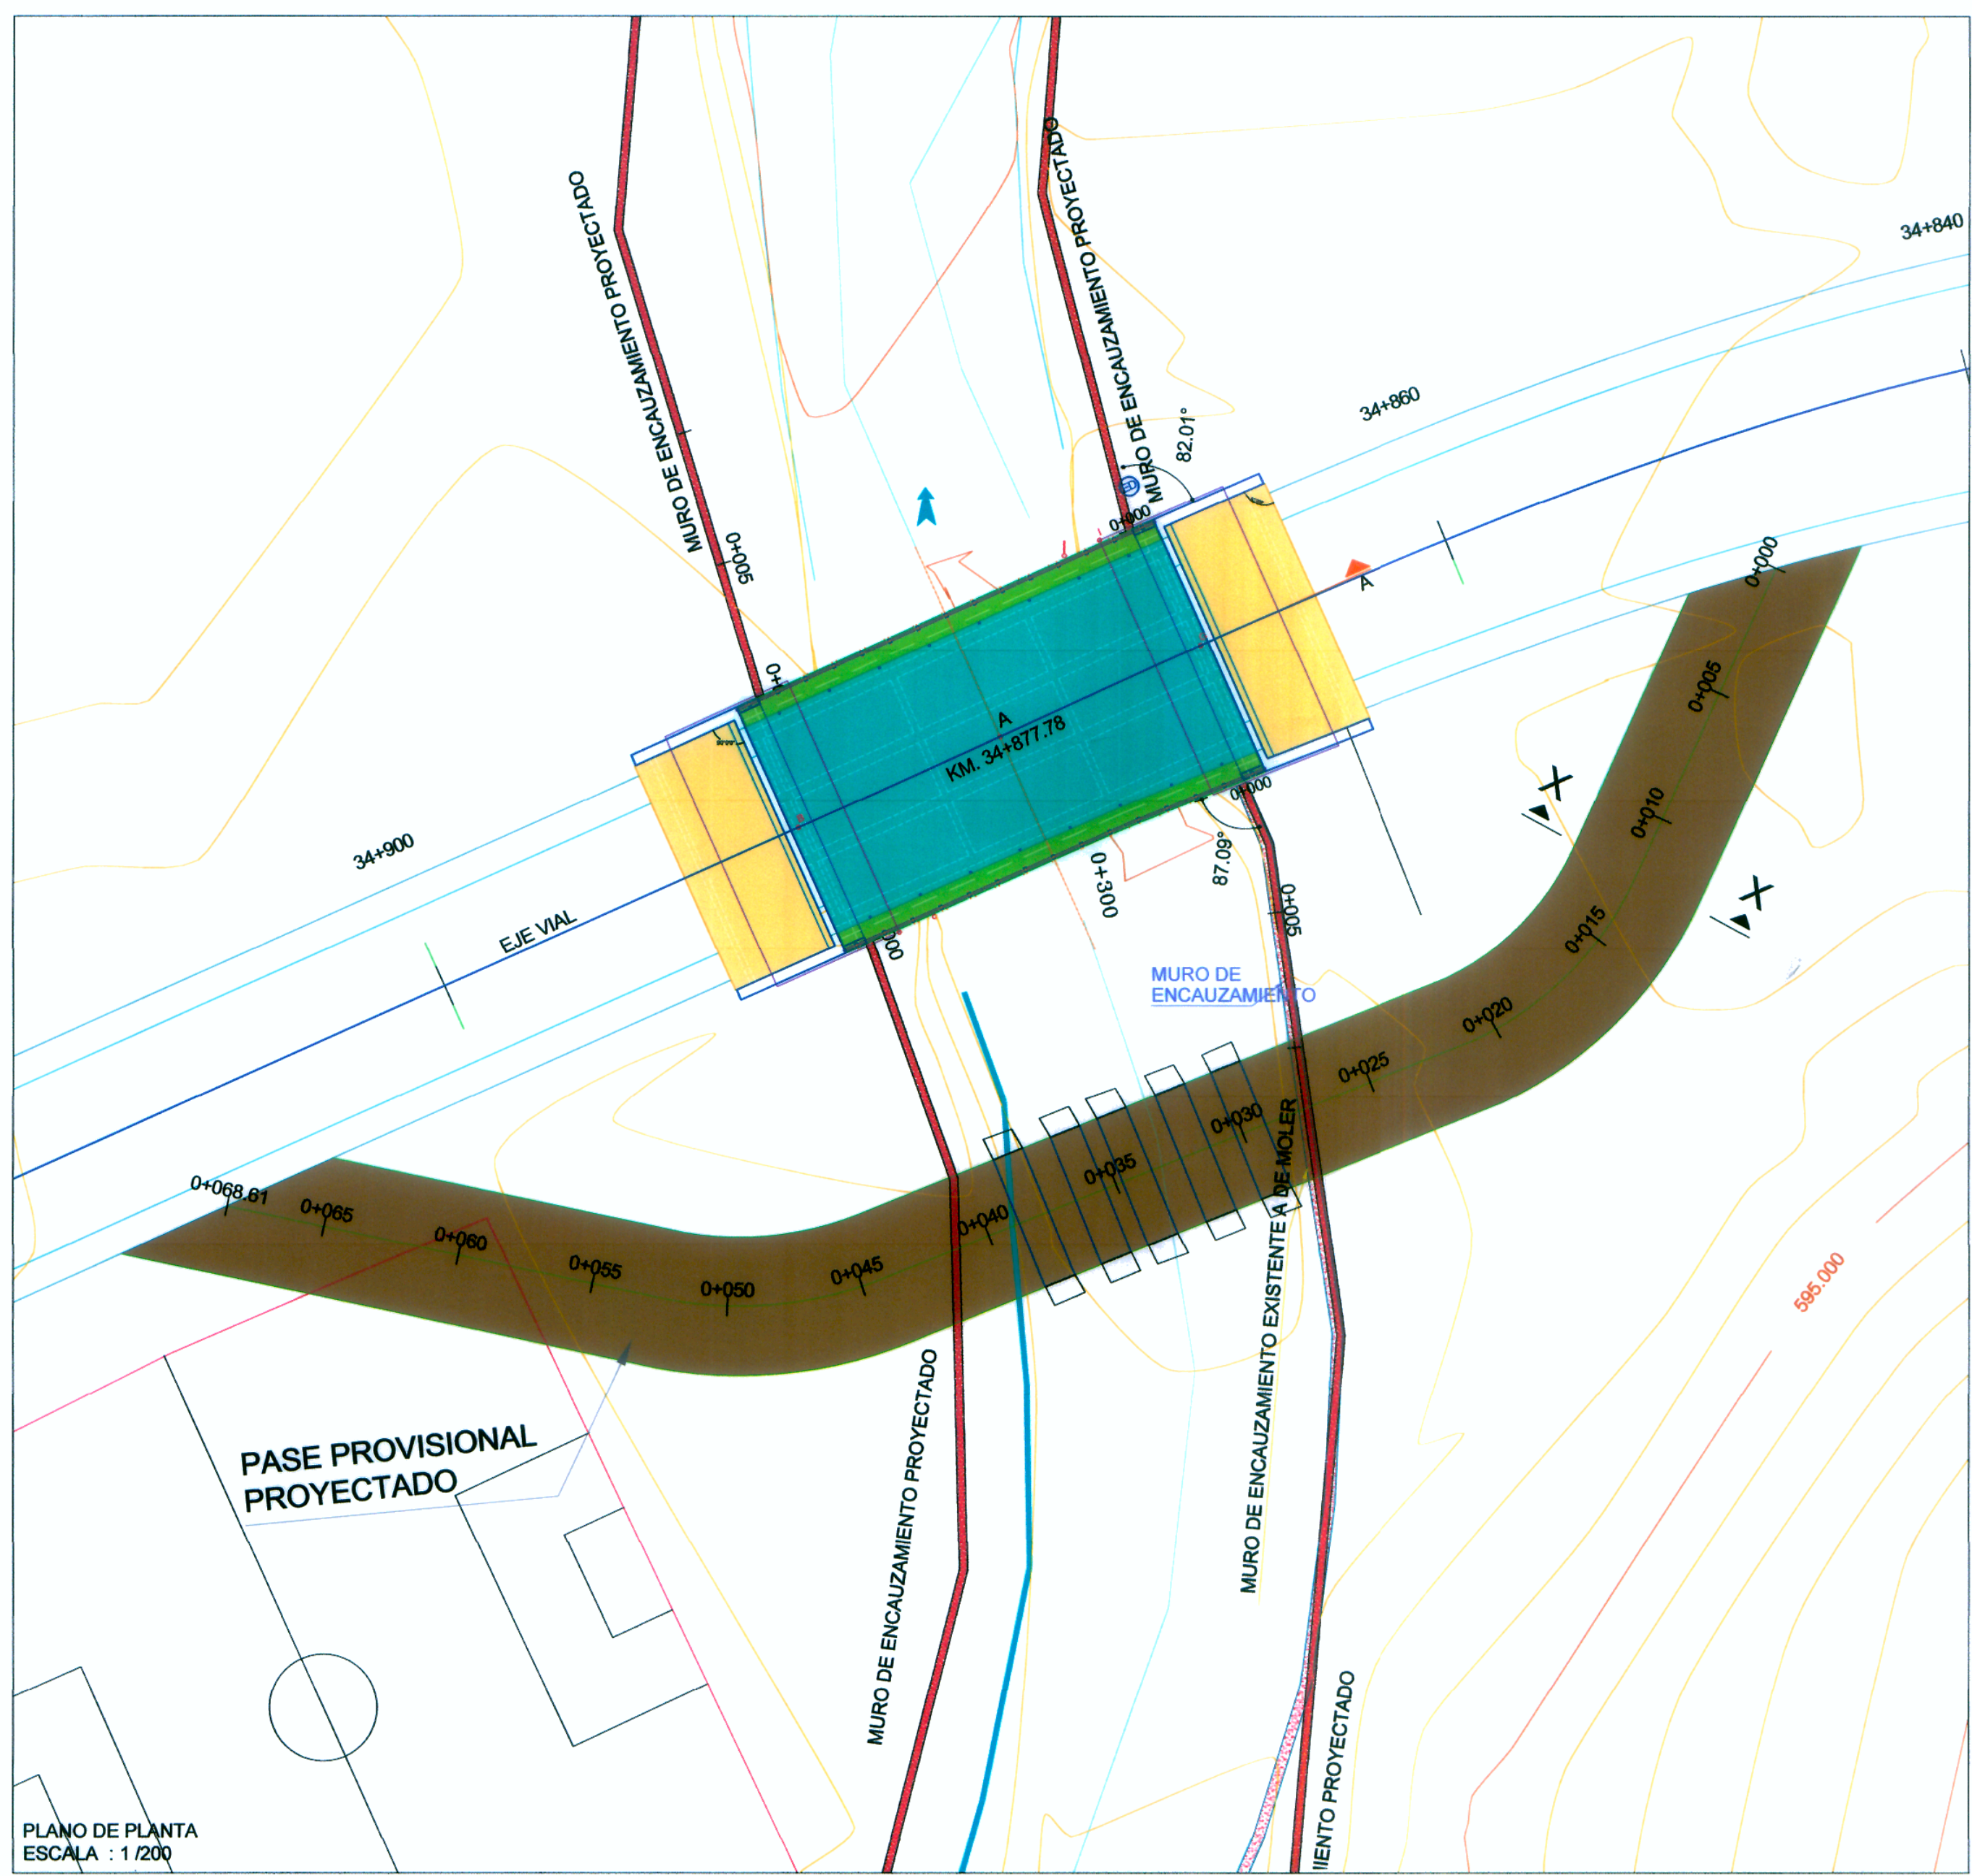 34+840
MURO DE ENCAUZAMIENTO PROYECTADO
MURO DE ENCAUZAMIENTO PROYECTADO
34+860
82.01°
0+000
0+005
A
0+000
0+005
A
KM. 34+877.78
0+000
87.09°
0+300
0+005
0+010
34+900
EJE VIAL
0+015
MURO DE
ENCAUZAMIENTO
0+020
0+025
0+030
0+035
0+040
0+045
0+050
0+055
0+060
0+065
0+068.61
X
X
MURO DE ENCAUZAMIENTO EXISTENTE A DEMOLER
595.000
MURO DE ENCAUZAMIENTO PROYECTADO
PASE PROVISIONAL
PROYECTADO
IENTO PROYECTADO
PLANO DE PLANTA
ESCALA : 1 /200